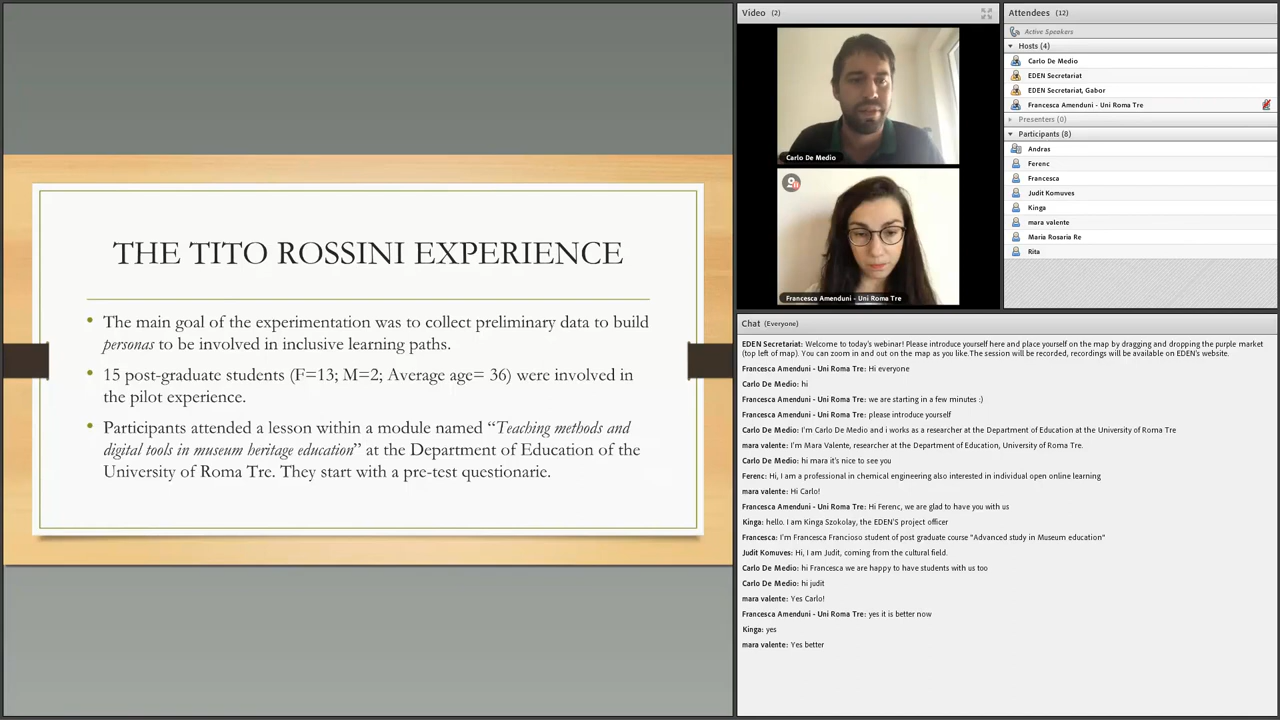 THE TITO ROSSINI EXPERIENCE
The main goal of the experimentation was to collect preliminary data to build
personas to be involved in inclusive learning paths.
15 post-graduate students (F=13; M=2; Average age= 36) were involved in
the pilot experience.
Participants attended a lesson within a module named “Teaching methods and
digital tools in museum heritage education” at the Department of Education of the
University of Roma Tre. They start with a pre-test questionarie.
Video (2)
Carlo De Medio
Francesca Amenduni - Uni Roma Tre
Attendees (12)
Active Speakers
Hosts (4)
Carlo De Medio
EDEN Secretariat
EDEN Secretariat, Gabor
Francesca Amenduni - Uni Roma Tre
Presenters (0)
Participants (8)
Andras
Ferenc
Francesca
Judit Komuves
Kinga
mara valente
Maria Rosaria Re
Rita
Chat (Everyone)
EDEN Secretariat: Welcome to today's webinar! Please introduce yourself here and place yourself on the map by dragging and dropping the purple market
(top left of map). You can zoom in and out on the map as you like.The session will be recorded, recordings will be available on EDEN's website.
Francesca Amenduni - Uni Roma Tre: Hi everyone
Carlo De Medio: hi
Francesca Amenduni - Uni Roma Tre: we are starting in a few minutes :)
Francesca Amenduni - Uni Roma Tre: please introduce yourself
Carlo De Medio: I'm Carlo De Medio and i works as a researcher at the Department of Education at the University of Roma Tre
mara valente: I'm Mara Valente, researcher at the Department of Education, University of Roma Tre.
Carlo De Medio: hi mara it's nice to see you
Ferenc: Hi, I am a professional in chemical engineering also interested in individual open online learning
mara valente: Hi Carlo!
Francesca Amenduni - Uni Roma Tre: Hi Ferenc, we are glad to have you with us
Kinga: hello. I am Kinga Szokolay, the EDEN'S project officer
Francesca: I'm Francesca Francioso student of post graduate course "Advanced study in Museum education"
Judit Komuves: Hi, I am Judit, coming from the cultural field.
Carlo De Medio: hi Francesca we are happy to have students with us too
Carlo De Medio: hi judit
mara valente: Yes Carlo!
Francesca Amenduni - Uni Roma Tre: yes it is better now
Kinga: yes
mara valente: Yes better